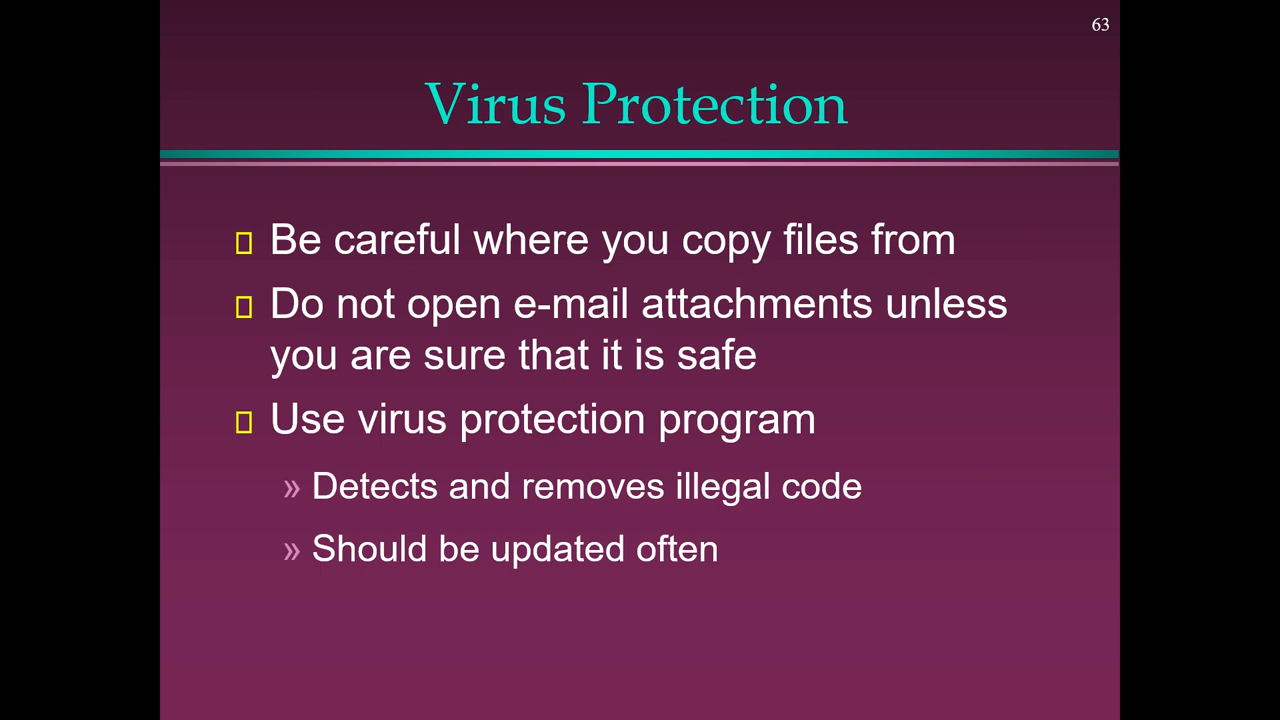 63
Virus Protection
Be careful where you copy files from
Do not open e-mail attachments unless
you are sure that it is safe
Use virus protection program
» Detects and removes illegal code
» Should be updated often